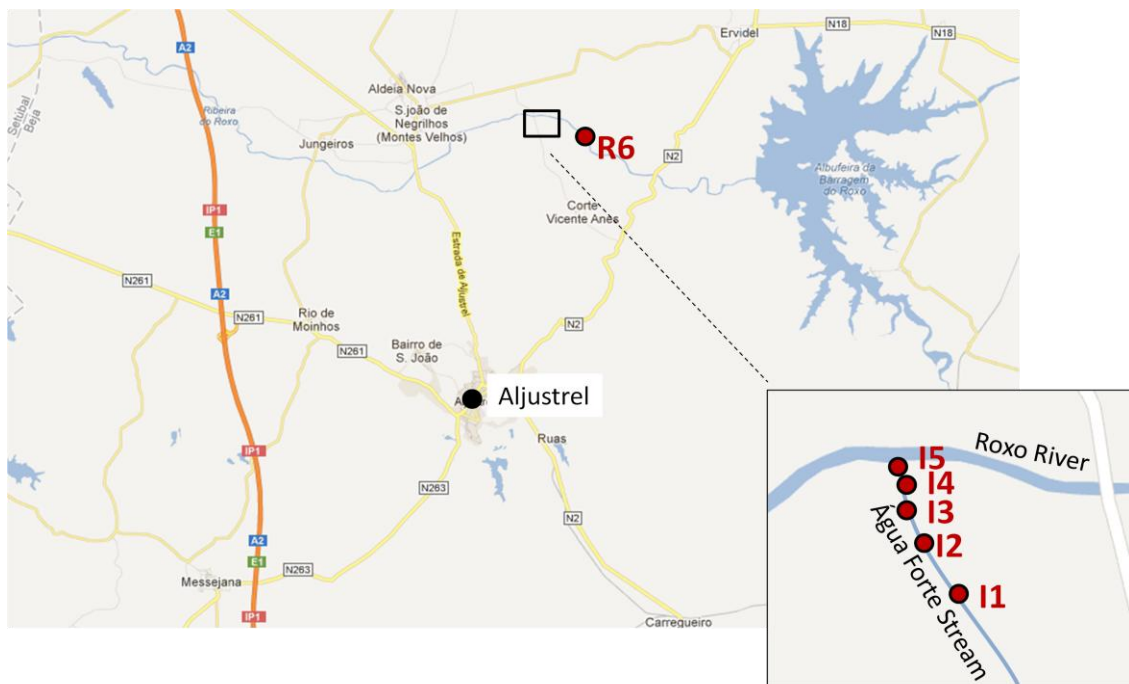 N18
N18
Ervidel
A2
Aldeia Nova
Setúbal
Beja
Ribeira
do Roxo
S.joão de
Negrilhos
(Montes Velhos)
Jungeiros
R6
N2
Albufeira da
Barragem
do Roxo
IP1
E1
Corte
Vicente Anes
Estrada de Aljustrel
N261
A2
N261
Rio de
Moinhos
N2
Bairro de
S. João
N261
Aljustrel
Ruas
IP1
N263
N2
A2
E1
Messejana
N263
IP1
Carregueiro
Roxo River
I5
I4
I3
I2
I1
Água Forte Stream